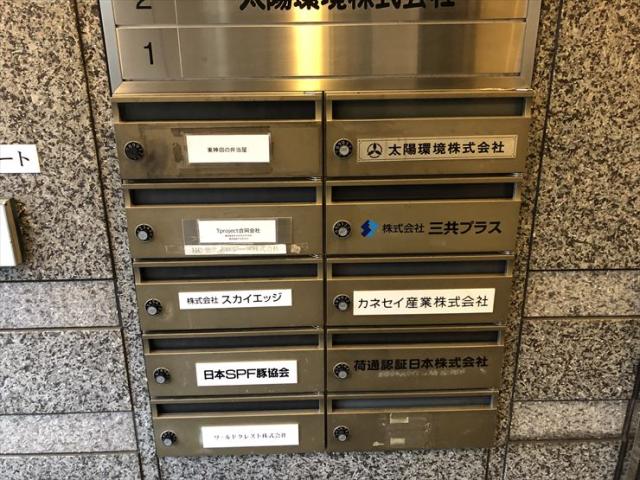 2 太陽環境株式会社
1
ート
東神田の弁当屋
太陽環境株式会社
Tproject合同会社
株式会社 三共プラス
株式会社 スカイエッジ
カネセイ産業株式会社
日本SPF豚協会
荷通認証日本株式会社
ワールドクレスト株式会社